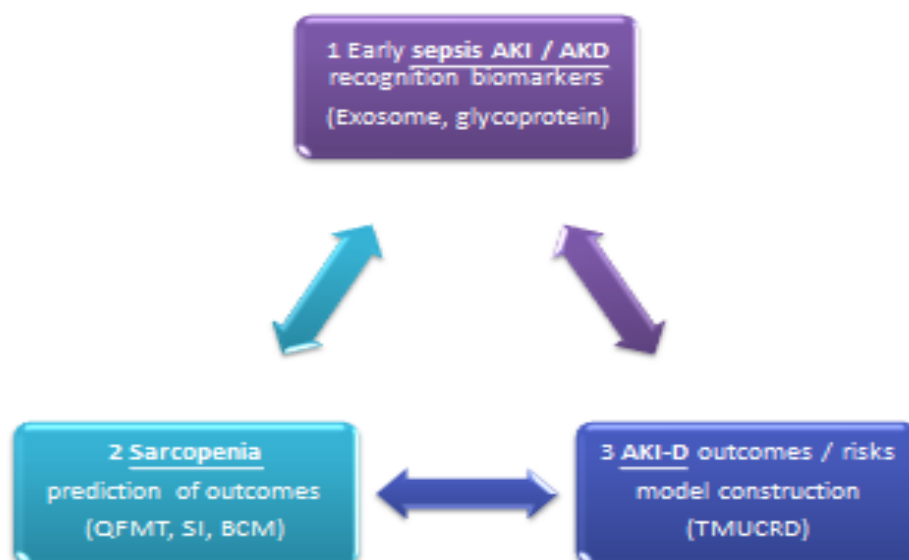 1 Early sepsis AKI / AKD
recognition biomarkers
(Exosome, glycoprotein)
2 Sarcopenia
prediction of outcomes
(QFMT, SI, BCM)
3 AKI-D outcomes / risks
model construction
(TMUCRD)